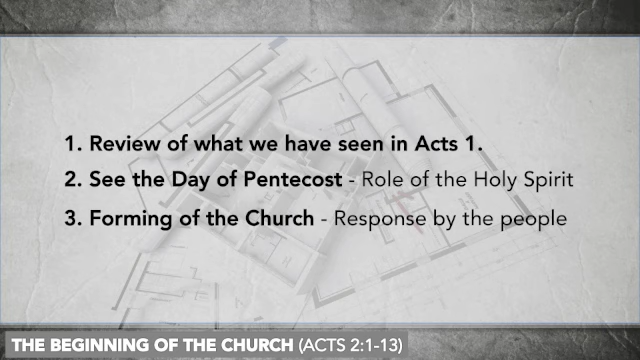 1. Review of what we have seen in Acts 1.
2. See the Day of Pentecost - Role of the Holy Spirit
3. Forming of the Church - Response by the people
THE BEGINNING OF THE CHURCH (ACTS 2:1-13)